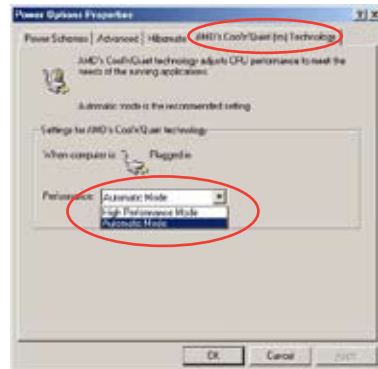 Power Options Properties
Power Schemes Advanced Hibernate AMD's Cool'n'Quiet (tm) Technology
AMD's Cool'n'Quiet technology adjusts CPU performance to meet the
needs of the running applications.
Automatic mode is the recommended setting.
Settings for AMD's Cool'n'Quiet technology
When computer is Plugged in
Performance: Automatic Mode
High Performance Mode
Automatic Mode
OK Cancel Apply